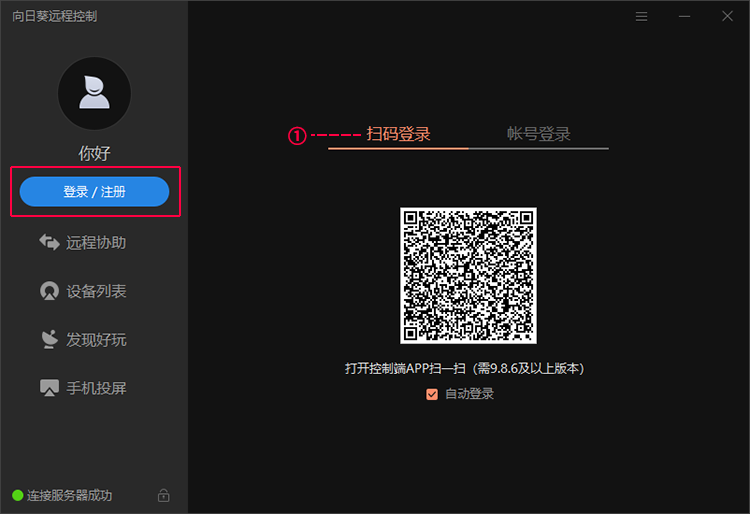 向日葵远程控制
你好
登录 / 注册
远程协助
设备列表
发现好玩
手机投屏
连接服务器成功
① 扫码登录 帐号登录
打开控制端APP扫一扫（需9.8.6及以上版本）
自动登录